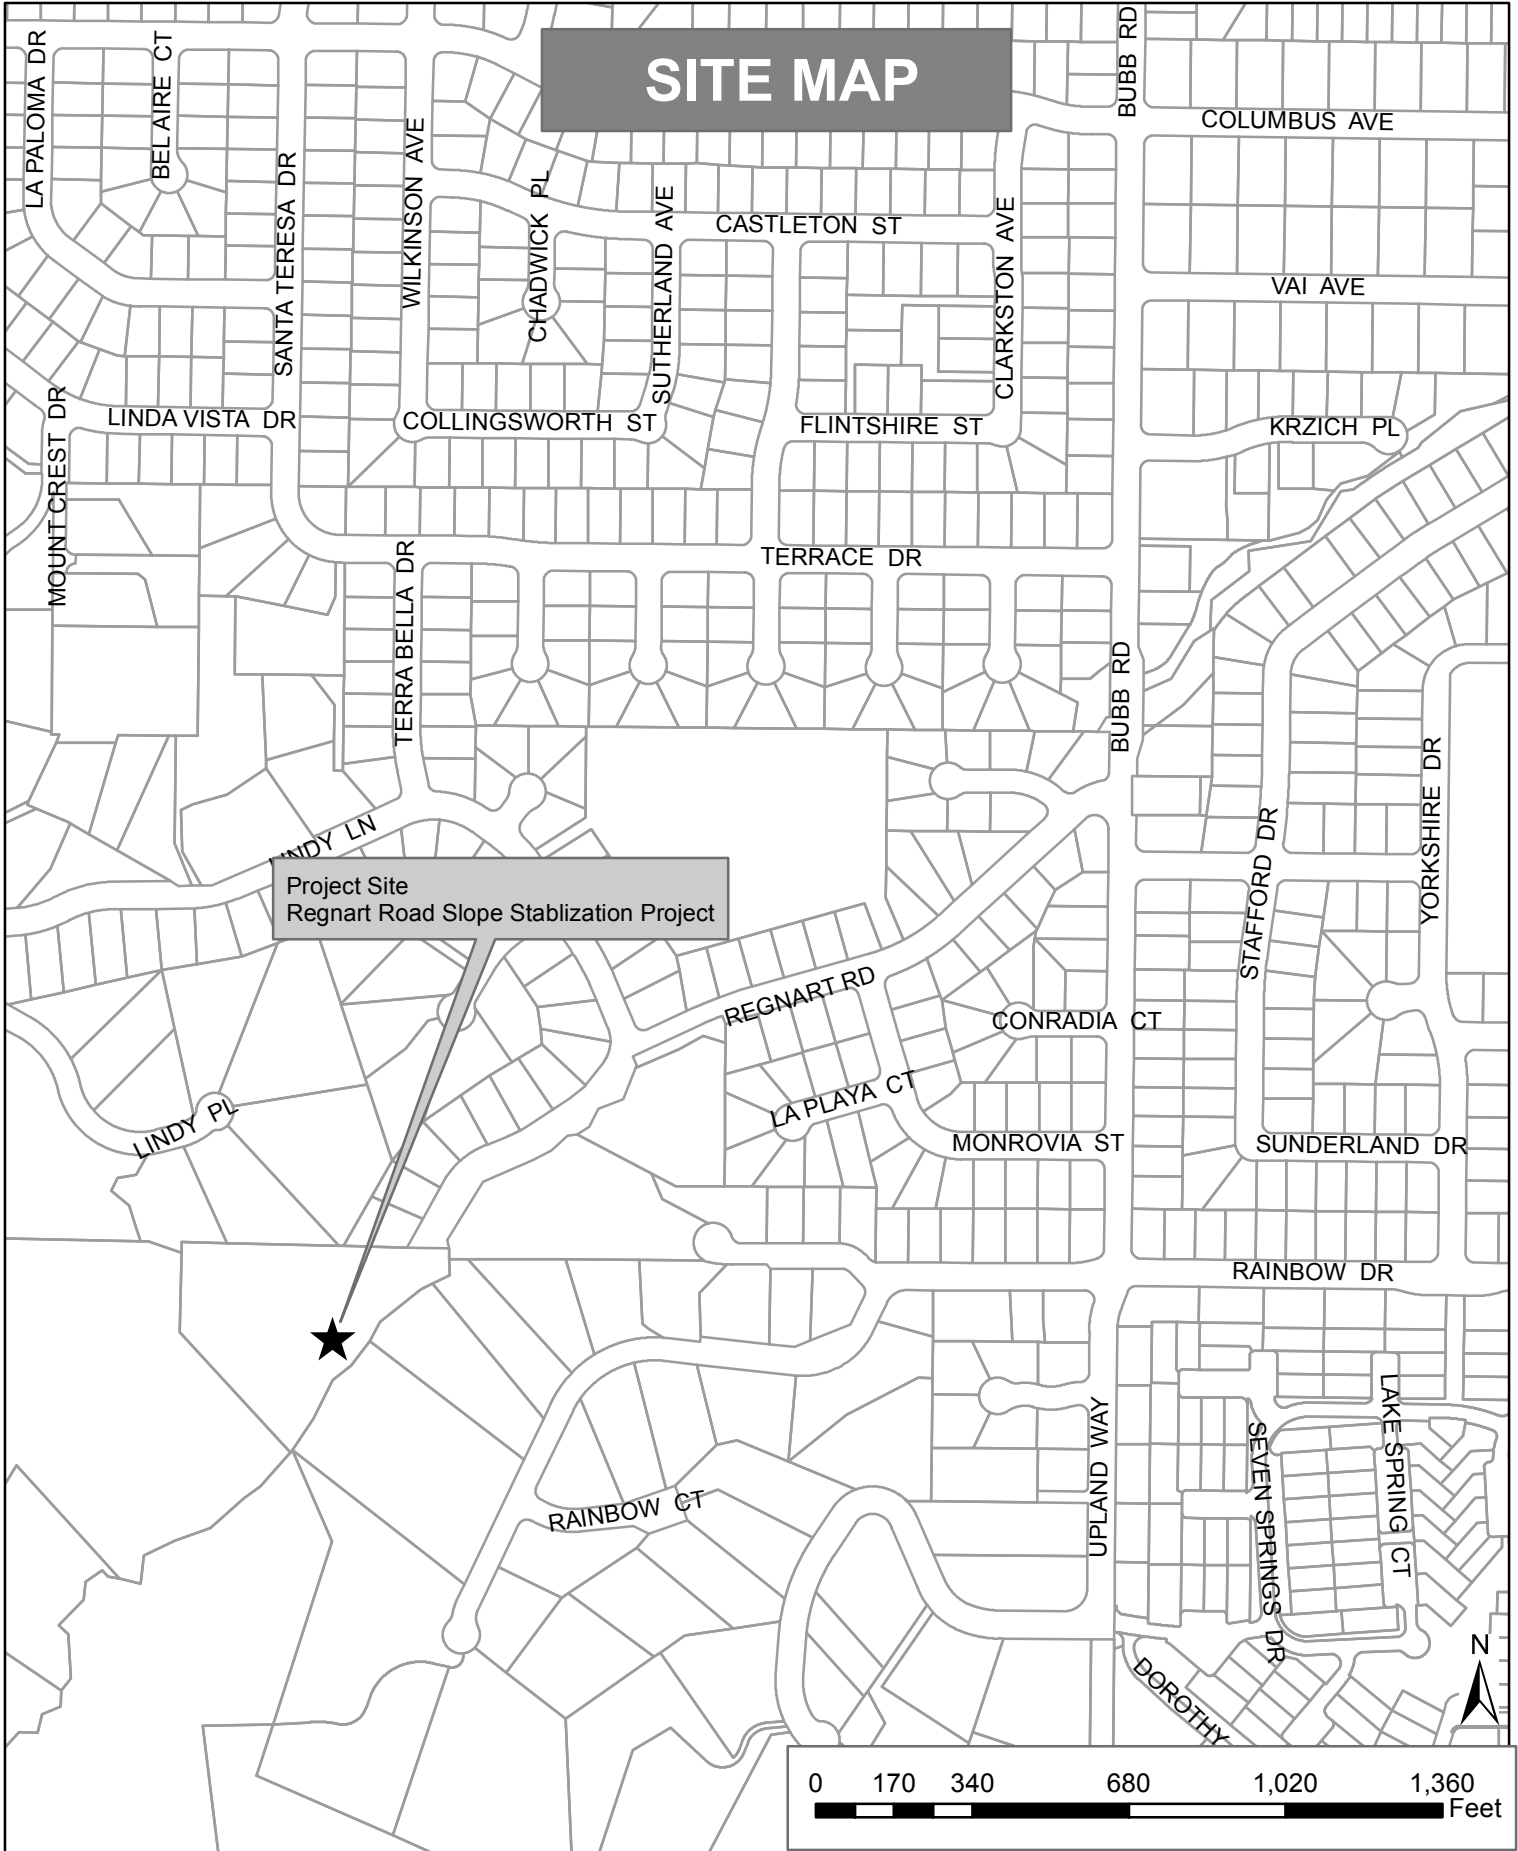 SITE MAP
BUBB RD
LA PALOMA DR
BEL AIRE CT
COLUMBUS AVE
WILKINSON AVE
SANTA TERESA DR
CHADWICK PL
SUTHERLAND AVE
CASTLETON ST
CLARKSTON AVE
VAI AVE
MOUNT CREST DR
LINDA VISTA DR
COLLINGSWORTH ST
FLINTSHIRE ST
KRZICH PL
TERRACE DR
TERRA BELLA DR
BUBB RD
YORKSHIRE DR
LINDY LN
STAFFORD DR
Project Site
Regnart Road Slope Stablization Project
REGNART RD
CONRADIA CT
LA PLAYA CT
LINDY PL
MONROVIA ST
SUNDERLAND DR
RAINBOW DR
UPLAND WAY
LAKE SPRING CT
SEVEN SPRINGS DR
RAINBOW CT
DOROTHY
N
0 170 340 680 1,020 1,360
Feet